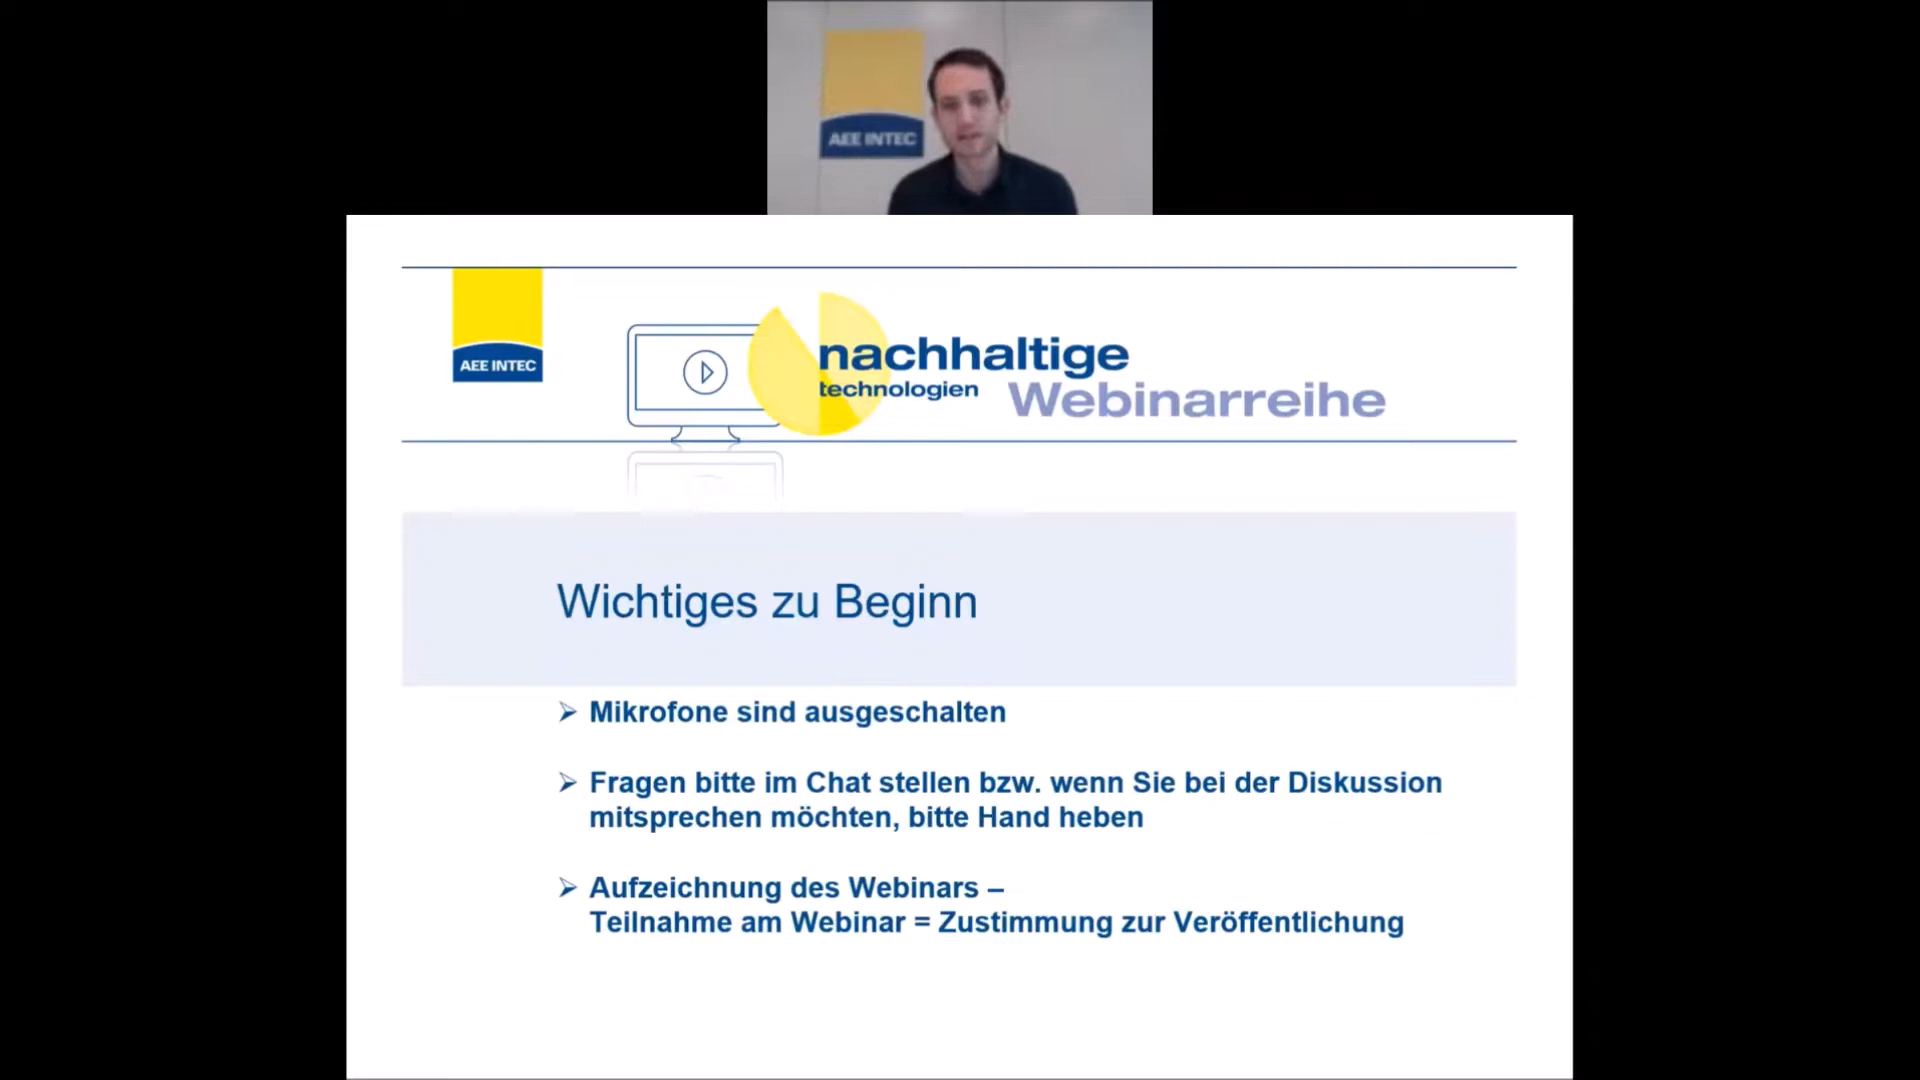 AEE INTEC
AEE INTEC
nachhaltige
technologien
Webinarreihe
Wichtiges zu Beginn
Mikrofone sind ausgeschalten
Fragen bitte im Chat stellen bzw. wenn Sie bei der Diskussion
mitsprechen möchten, bitte Hand heben
Aufzeichnung des Webinars –
Teilnahme am Webinar = Zustimmung zur Veröffentlichung